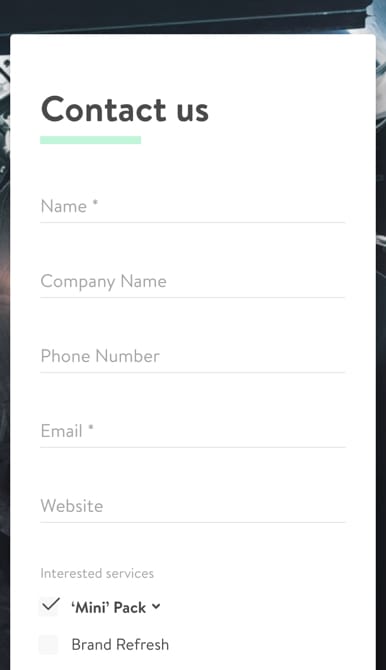 Contact us
Name *
Company Name
Phone Number
Email *
Website
Interested services
‘Mini’ Pack
Brand Refresh